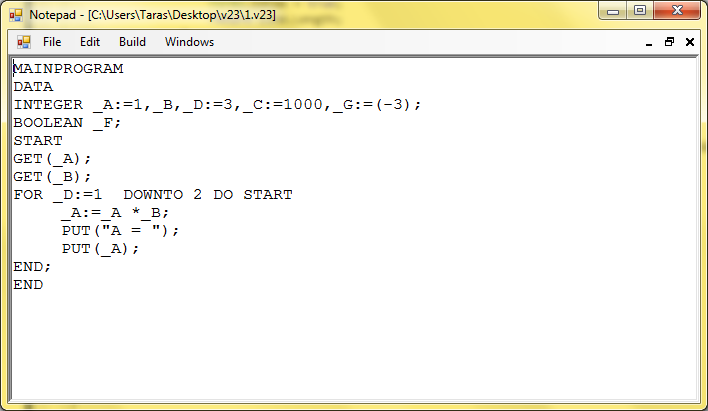 Notepad - [C:\Users\Taras\Desktop\v23\1.v23]
File Edit Build Windows
MAINPROGRAM
DATA
INTEGER _A:=1,_B,_D:=3,_C:=1000,_G:=(-3);
BOOLEAN _F;
START
GET(_A);
GET(_B);
FOR _D:=1  DOWNTO 2 DO START
     _A:=_A *_B;
     PUT("A = ");
     PUT(_A);
END;
END